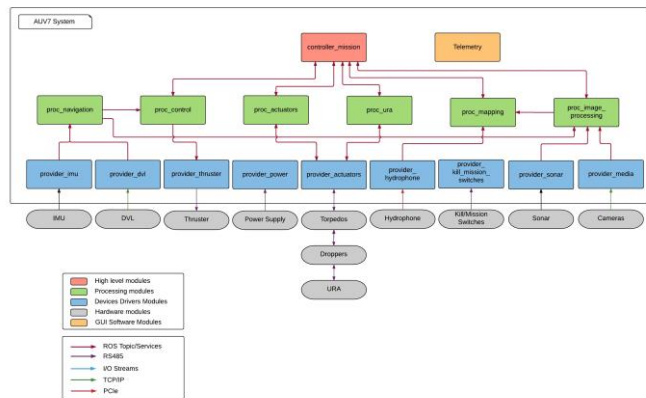 AUV7 System
controller_mission
Telemetry
proc_navigation
proc_control
proc_actuators
proc_ura
proc_mapping
proc_image_
processing
provider_imu
provider_dvl
provider_thruster
provider_power
provider_actuators
provider_
hydrophone
provider_
kill_mission_
switches
provider_sonar
provider_media
IMU
DVL
Thruster
Power Supply
Torpedos
Hydrophone
Kill/Mission
Switches
Sonar
Cameras
Droppers
URA
High level modules
Processing modules
Devices Drivers Modules
Hardware modules
GUI Software Modules
ROS Topic/Services
RS485
I/O Streams
TCP/IP
PCIe